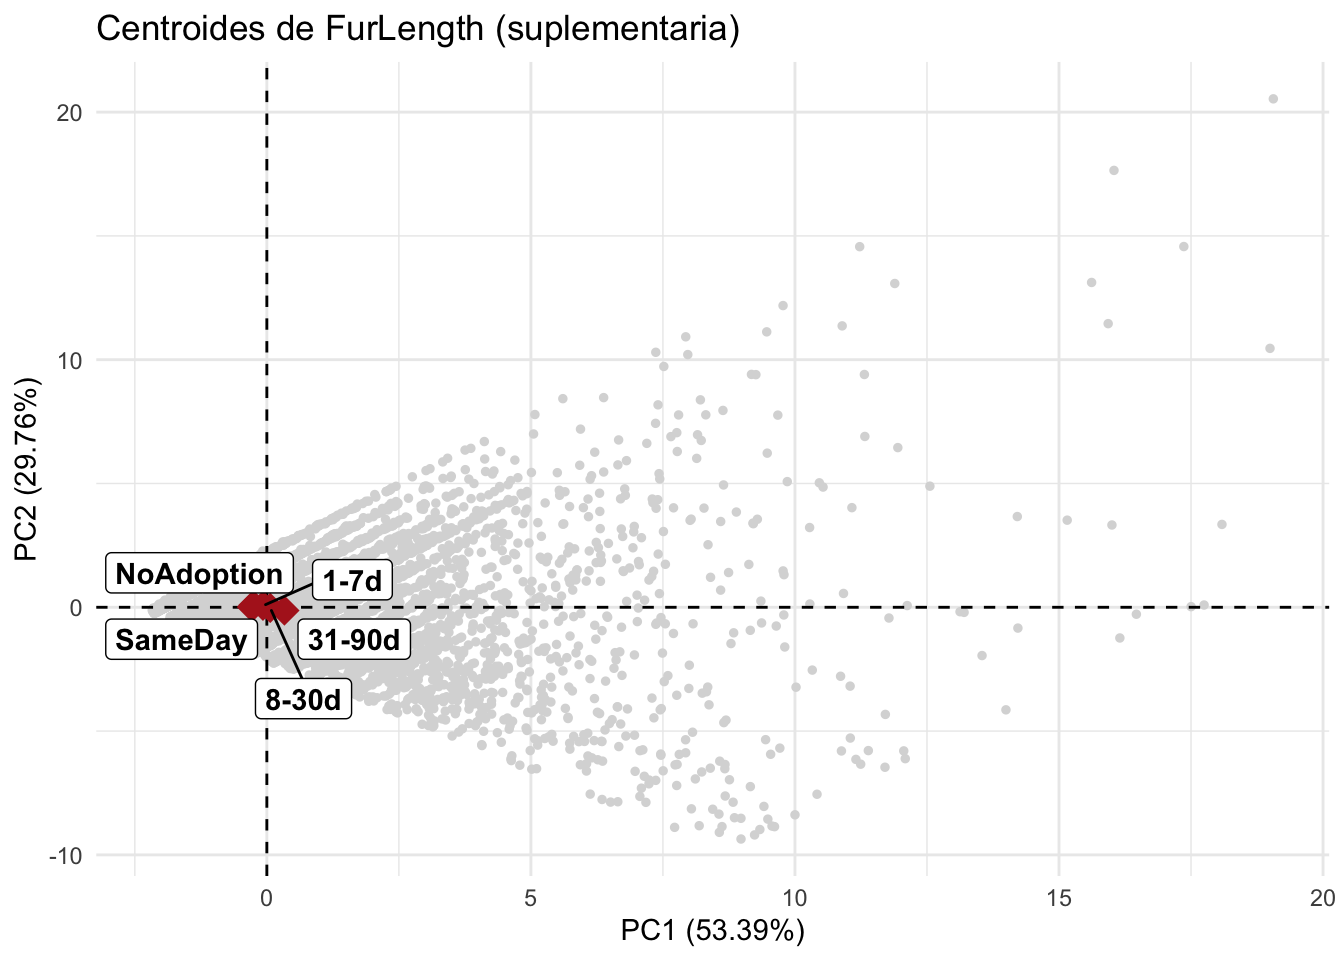 Centroides de FurLength (suplementaria)
20
10
0
-10
PC2 (29.76%)
NoAdoption
1-7d
SameDay
31-90d
8-30d
0
5
10
15
20
PC1 (53.39%)